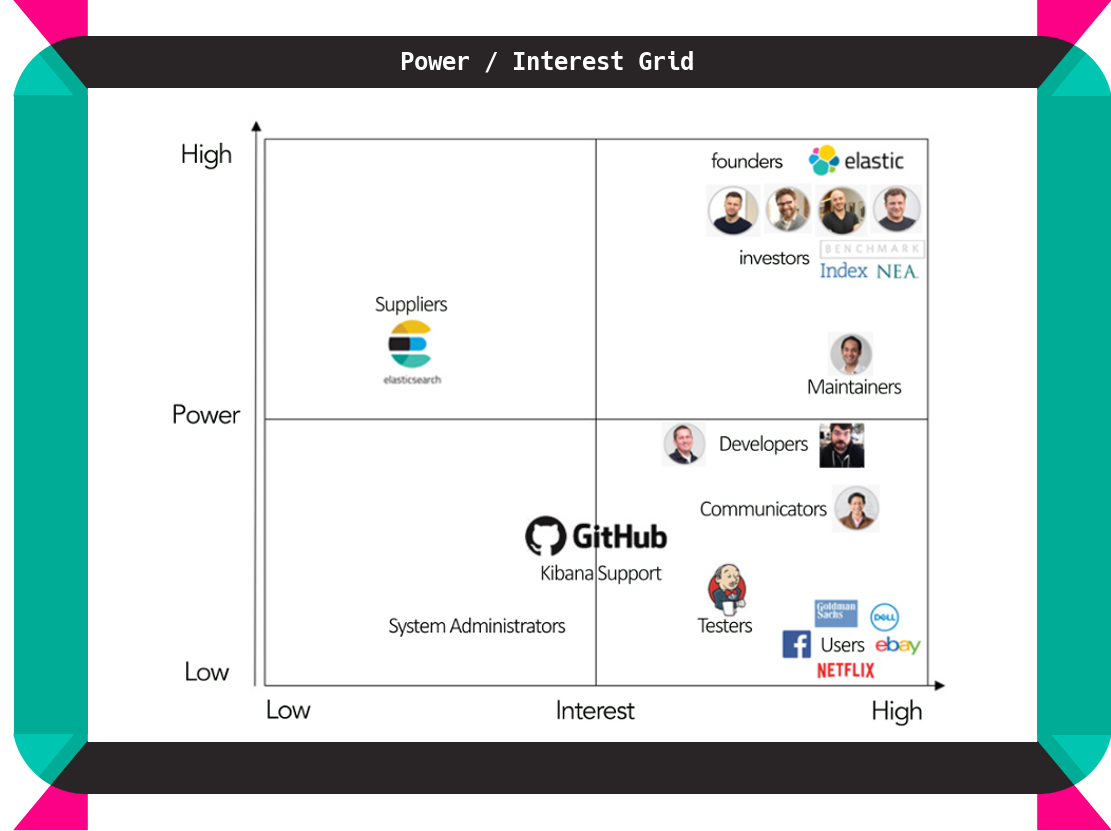 Power / Interest Grid
High
founders
elastic
investors
BENCHMARK
Index NEA
Suppliers
elasticsearch
Maintainers
Power
Developers
Communicators
GitHub
Kibana Support
System Administrators
Testers
Goldman
Sachs
DELL
Users
ebay
NETFLIX
Low
Low
Interest
High